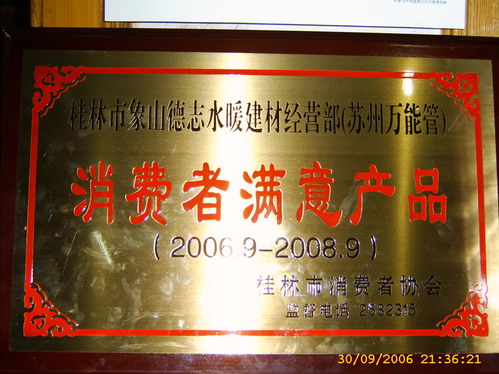 桂林市象山德志水暖建材经营部(苏州万能管)
消费者满意产品
(2006.9-2008.9)
桂林市消费者协会
监督电话 2682315
30/09/2006 21:36:21